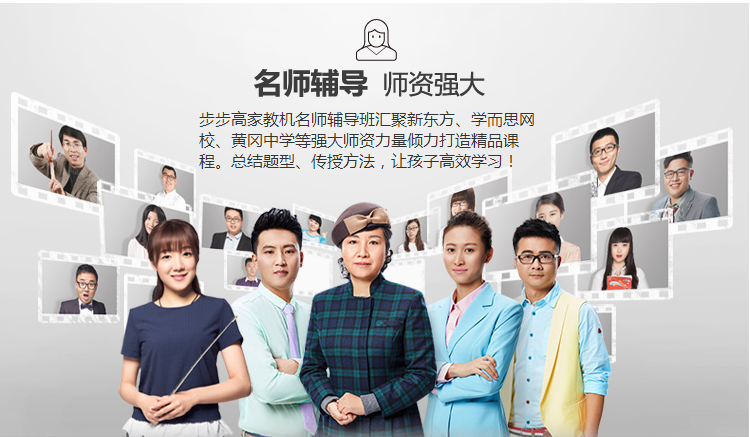 名师辅导 师资强大
步步高家教机名师辅导班汇聚新东方、学而思网
校、黄冈中学等强大师资力量倾力打造精品课
程。总结题型、传授方法，让孩子高效学习！